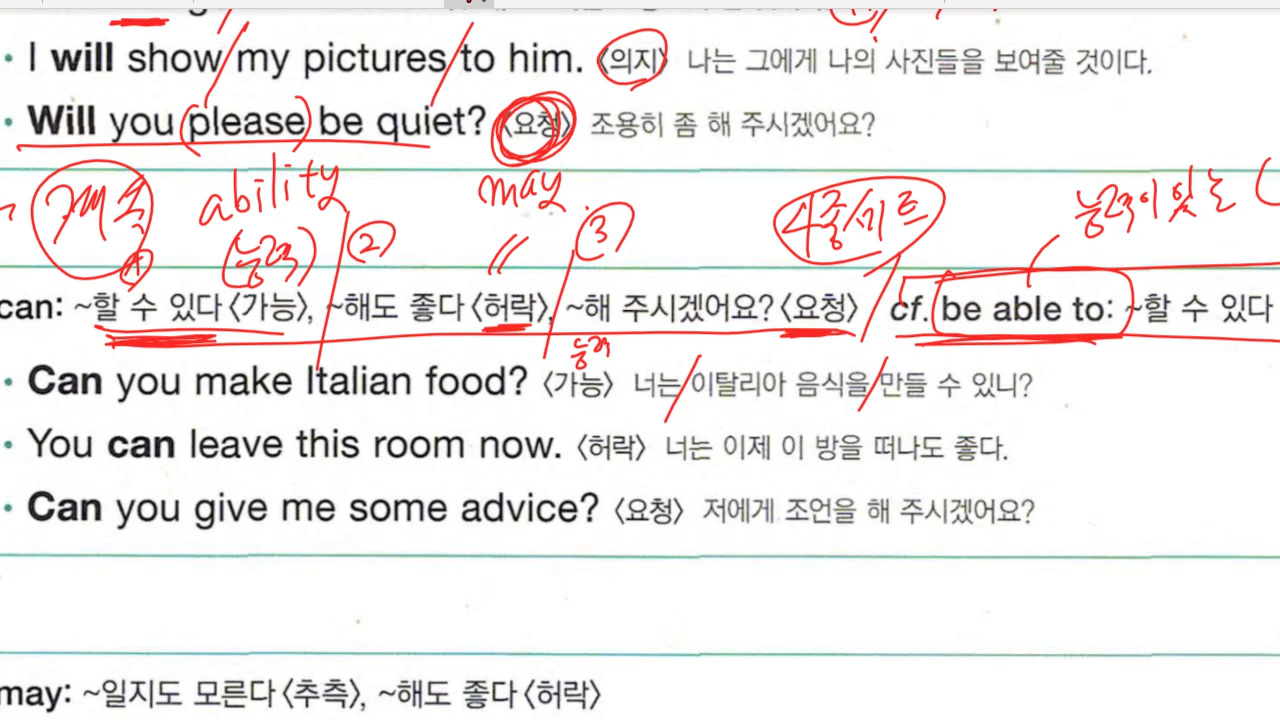 • I will show my pictures to him. 〈의지〉 나는 그에게 나의 사진들을 보여줄 것이다.
• Will you please be quiet? 〈요청〉 조용히 좀 해 주시겠어요?
ability may
(능력) ② 〃 ③ 능력이 있는
can: ~할 수 있다〈가능〉, ~해도 좋다〈허락〉, ~해 주시겠어요?〈요청〉 cf. be able to: ~할 수 있다
능력
• Can you make Italian food? 〈가능〉 너는 이탈리아 음식을 만들 수 있니?
• You can leave this room now. 〈허락〉 너는 이제 이 방을 떠나도 좋다.
• Can you give me some advice? 〈요청〉 저에게 조언을 해 주시겠어요?
may: ~일지도 모른다〈추측〉, ~해도 좋다〈허락〉